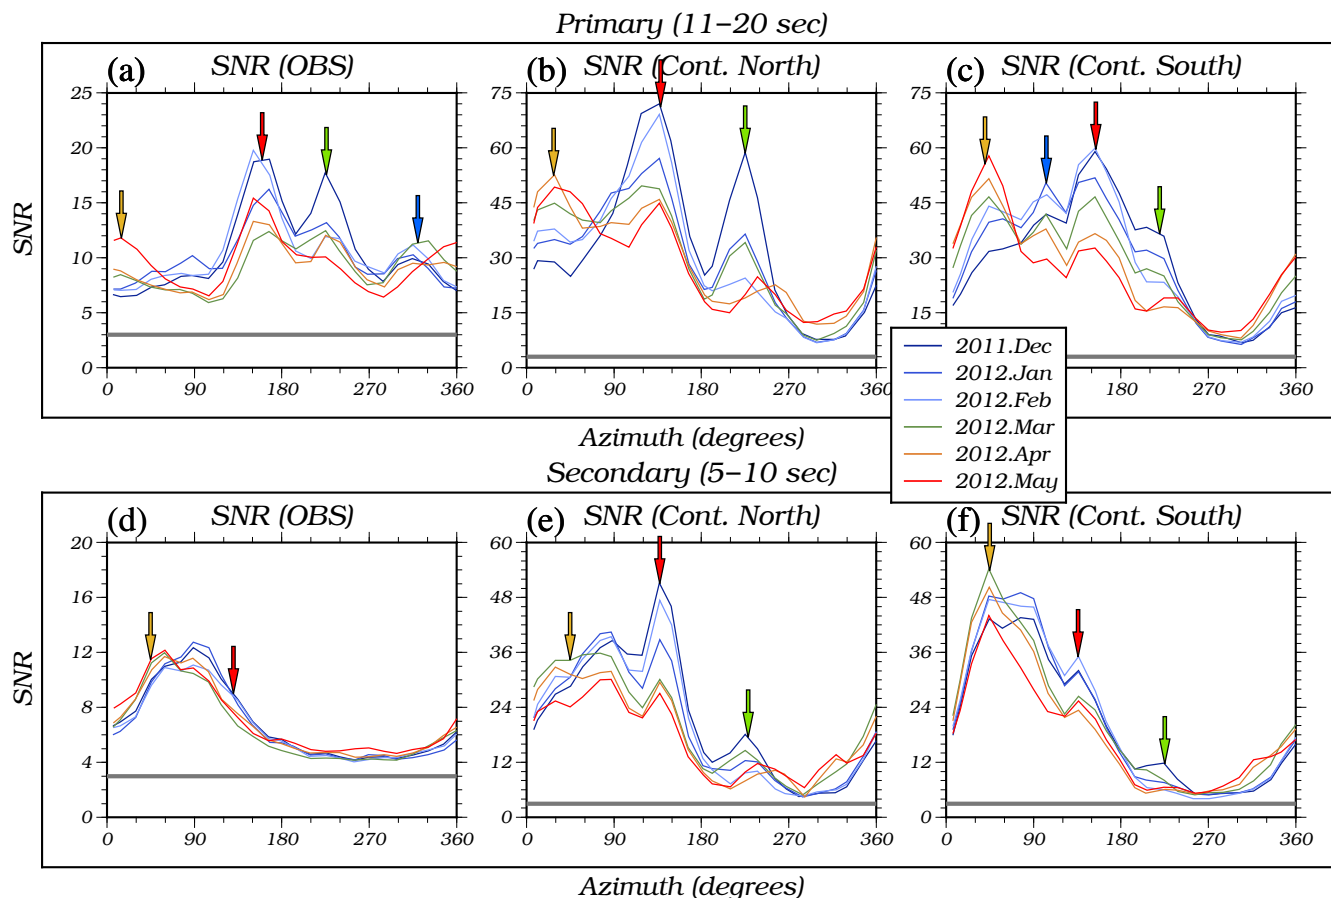 Primary (11–20 sec)
(a) SNR (OBS)
(b) SNR (Cont. North)
(c) SNR (Cont. South)
SNR
25
20
15
10
5
0
0 90 180 270 360
75
60
45
30
15
0
0 90 180 270 360
75
60
45
30
15
0
0 90 180 270 360
2011.Dec
2012.Jan
2012.Feb
2012.Mar
2012.Apr
2012.May
Azimuth (degrees)
Secondary (5–10 sec)
(d) SNR (OBS)
(e) SNR (Cont. North)
(f) SNR (Cont. South)
SNR
20
16
12
8
4
0
0 90 180 270 360
60
48
36
24
12
0
0 90 180 270 360
60
48
36
24
12
0
0 90 180 270 360
Azimuth (degrees)